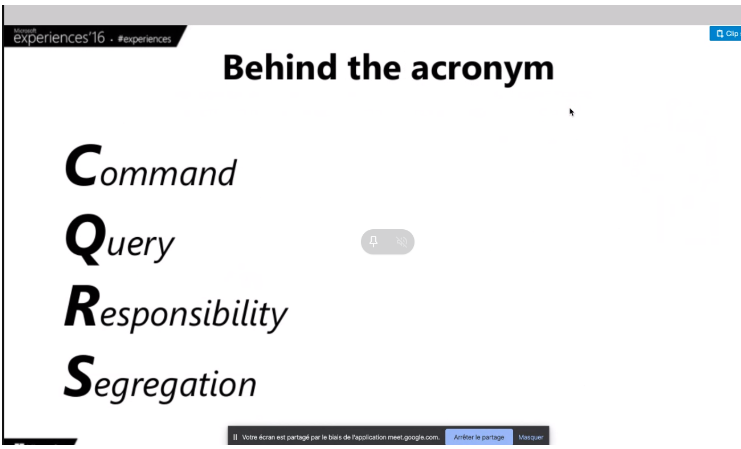 Microsoft
experiences'16 - #experiences
Clip
Behind the acronym
Command
Query
Responsibility
Segregation
Votre écran est partagé par le biais de l'application meet.google.com.
Arrêter le partage
Masquer